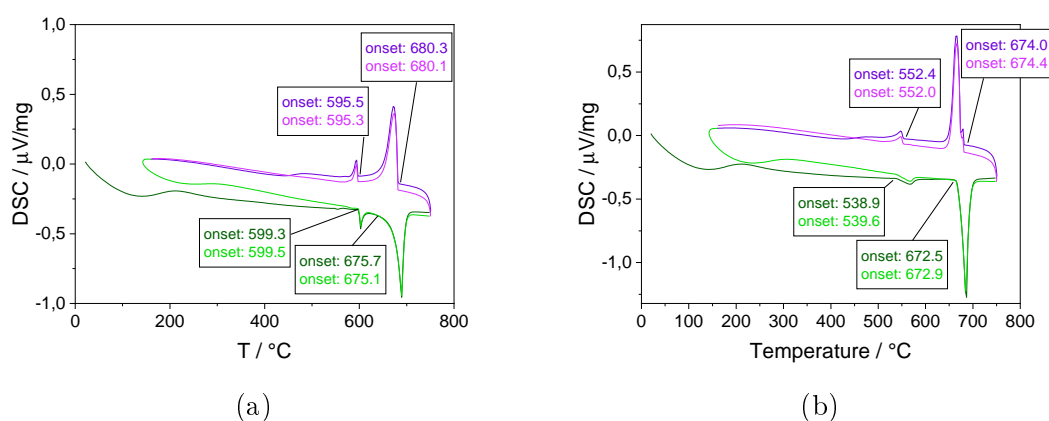 1,0
0,5
0,0
-0,5
-1,0
DSC / μV/mg
0
200
400
600
800
T / °C
onset: 680.3
onset: 680.1
onset: 595.5
onset: 595.3
onset: 599.3
onset: 599.5
onset: 675.7
onset: 675.1
(a)
0,5
0,0
-0,5
-1,0
DSC / μV/mg
0
100
200
300
400
500
600
700
800
Temperature / °C
onset: 674.0
onset: 674.4
onset: 552.4
onset: 552.0
onset: 538.9
onset: 539.6
onset: 672.5
onset: 672.9
(b)